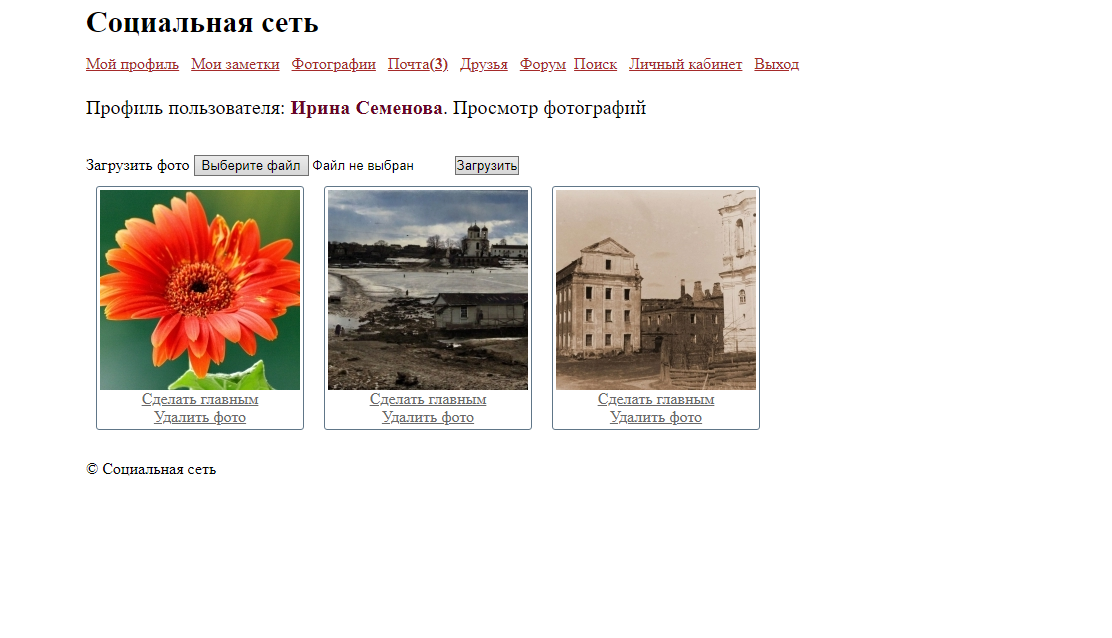 Социальная сеть
Мой профиль Мои заметки Фотографии Почта(3) Друзья Форум Поиск Личный кабинет Выход
Профиль пользователя: Ирина Семенова. Просмотр фотографий
Загрузить фото Выберите файл Файл не выбран Загрузить
Сделать главным Сделать главным Сделать главным
Удалить фото Удалить фото Удалить фото
© Социальная сеть